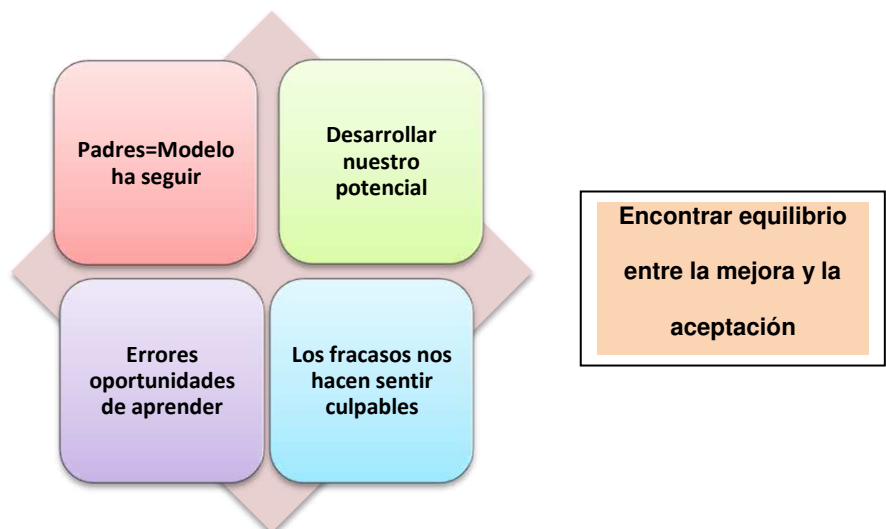 Padres=Modelo
ha seguir
Desarrollar
nuestro
potencial
Errores
oportunidades
de aprender
Los fracasos nos
hacen sentir
culpables
Encontrar equilibrio
entre la mejora y la
aceptación